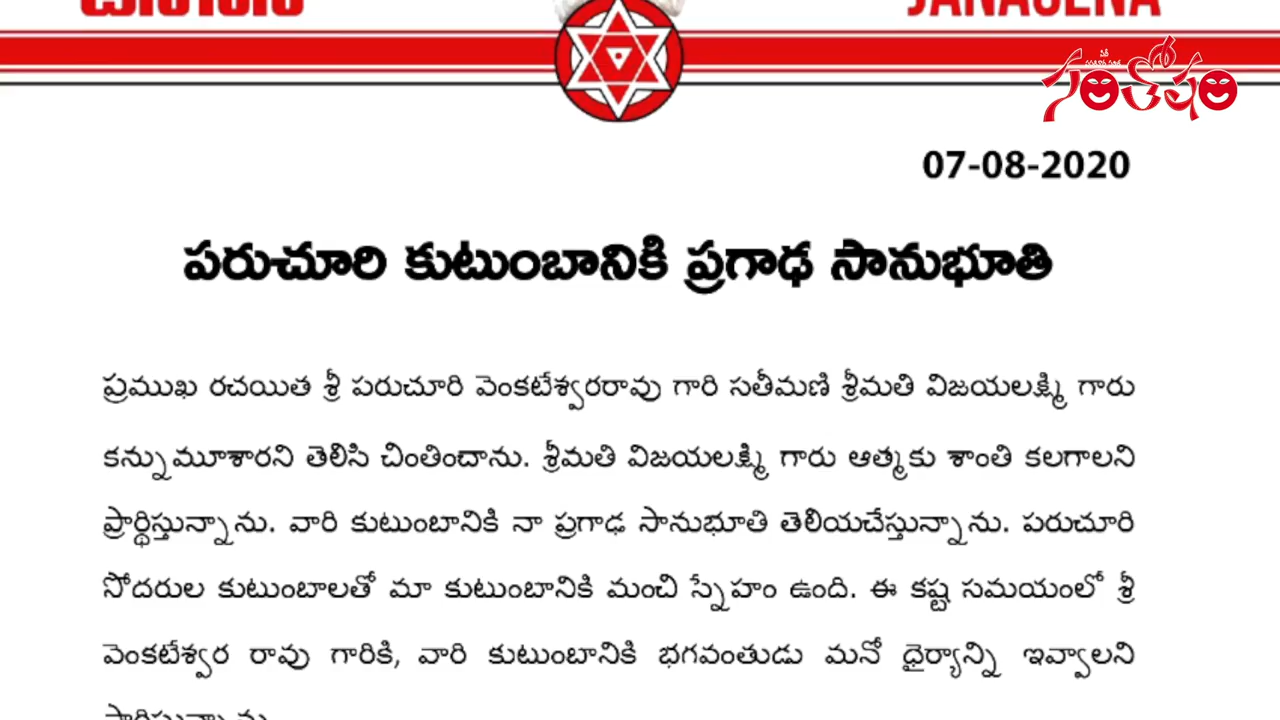 JANASENA
సంతోషం
07-08-2020
పరుచూరి కుటుంబానికి ప్రగాఢ సానుభూతి
ప్రముఖ రచయిత శ్రీ పరుచూరి వెంకటేశ్వరరావు గారి సతీమణి శ్రీమతి విజయలక్ష్మి గారు
కన్నుమూశారని తెలిసి చింతించాను. శ్రీమతి విజయలక్ష్మి గారు ఆత్మకు శాంతి కలగాలని
ప్రార్థిస్తున్నాను. వారి కుటుంబానికి నా ప్రగాఢ సానుభూతి తెలియచేస్తున్నాను. పరుచూరి
సోదరుల కుటుంబాలతో మా కుటుంబానికి మంచి స్నేహం ఉంది. ఈ కష్ట సమయంలో శ్రీ
వెంకటేశ్వర రావు గారికి, వారి కుటుంబానికి భగవంతుడు మనో ధైర్యాన్ని ఇవ్వాలని